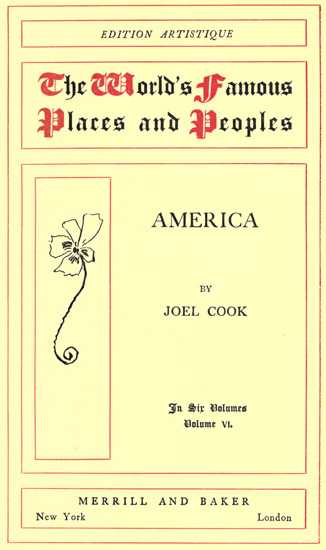 EDITION ARTISTIQUE
The World's Famous
Places and Peoples
AMERICA
BY
JOEL COOK
In Six Volumes
Volume VI.
MERRILL AND BAKER
New York London